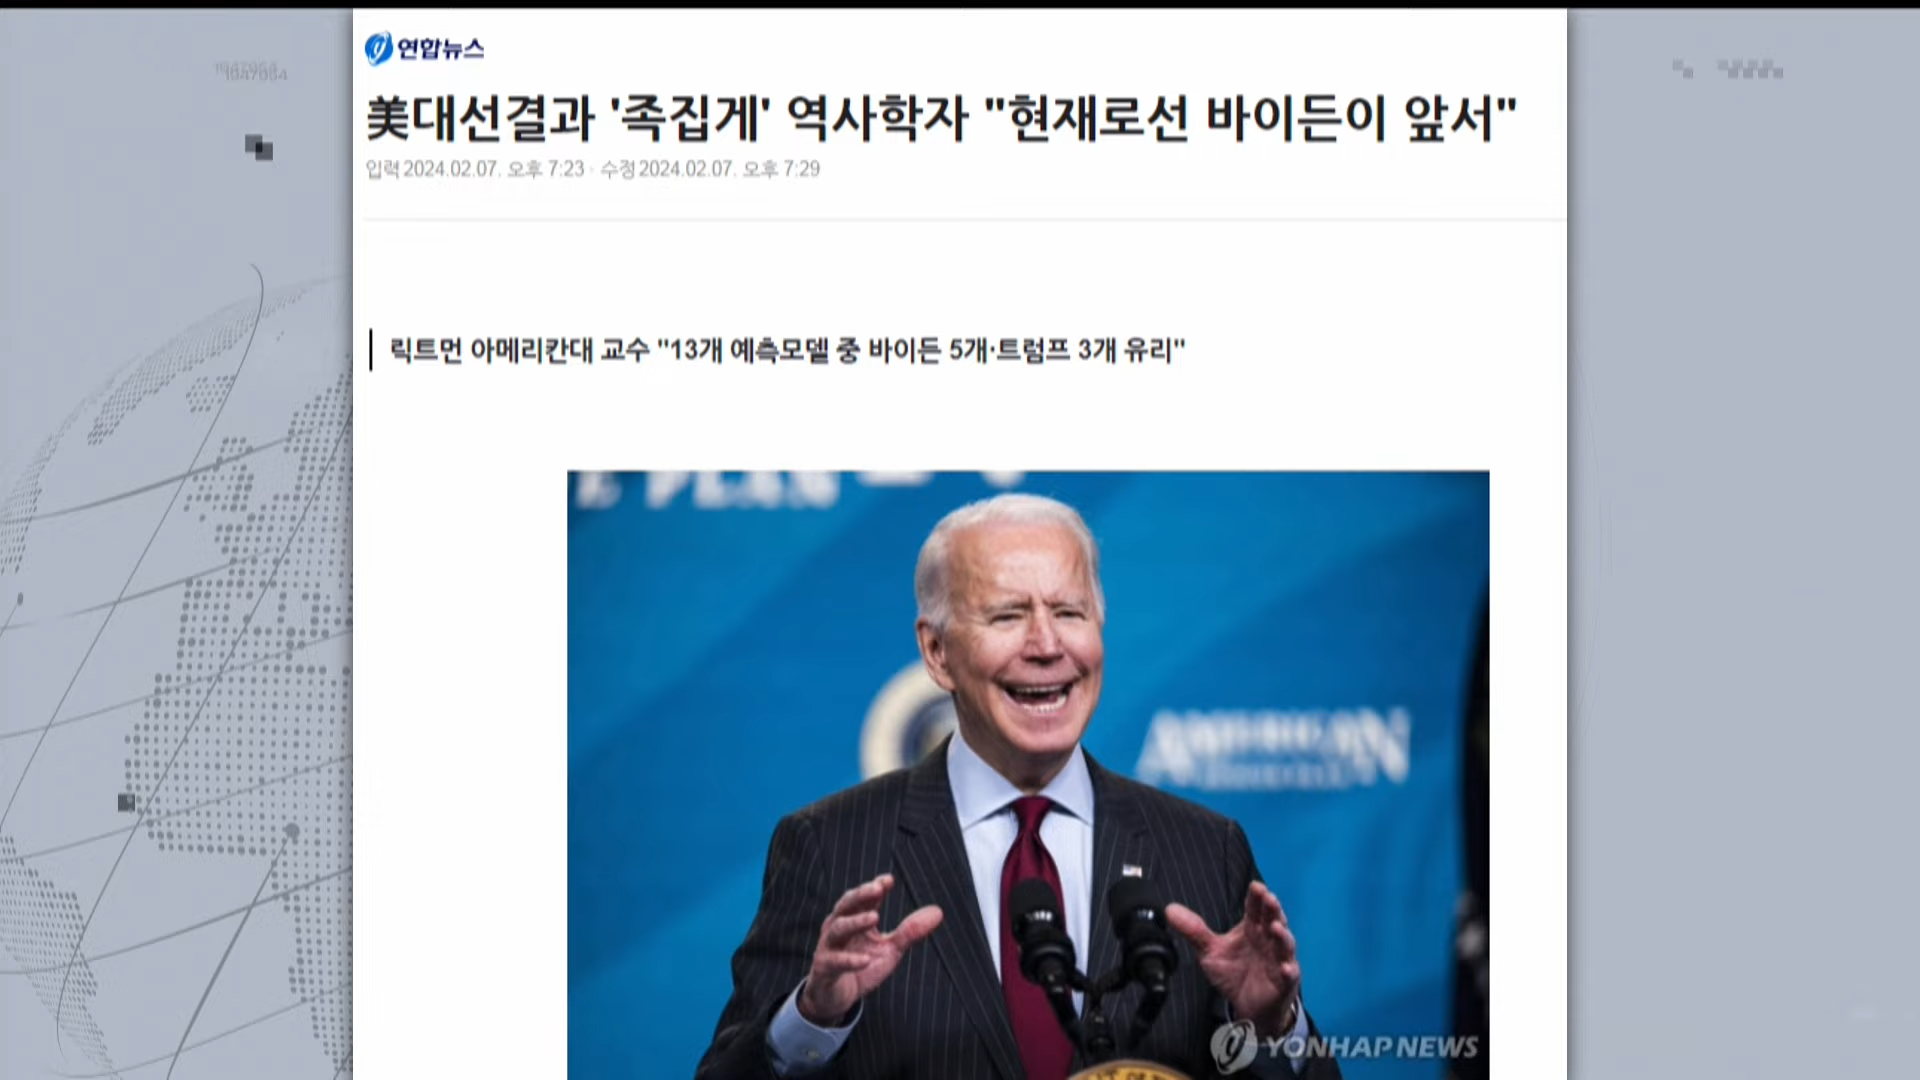 1947954
1947954
연합뉴스
美대선결과 '족집게' 역사학자 "현재로선 바이든이 앞서"
입력 2024.02.07. 오후 7:23 · 수정 2024.02.07. 오후 7:29
릭트먼 아메리칸대 교수 "13개 예측모델 중 바이든 5개·트럼프 3개 유리"
E PLAN
AMERICAN
YONHAP NEWS